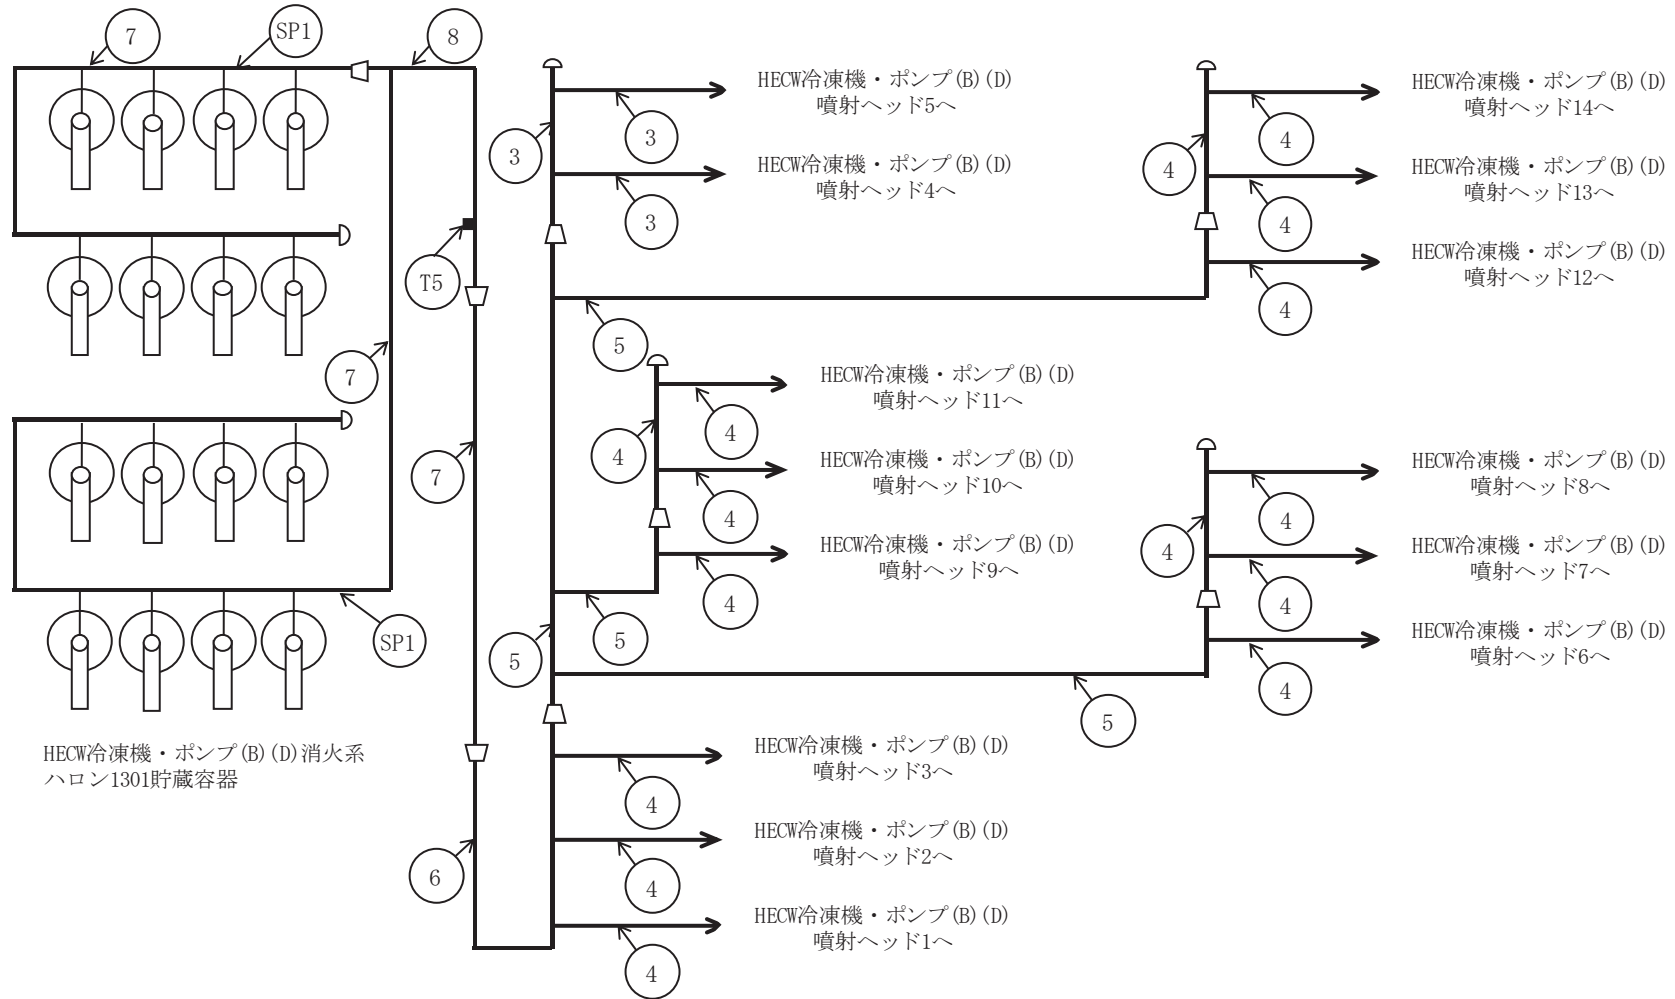 7
SP1
8
HECW冷凍機・ポンプ(B)(D)
噴射ヘッド5へ
3
3
HECW冷凍機・ポンプ(B)(D)
噴射ヘッド4へ
3
T5
HECW冷凍機・ポンプ(B)(D)
噴射ヘッド14へ
4
4
HECW冷凍機・ポンプ(B)(D)
噴射ヘッド13へ
4
HECW冷凍機・ポンプ(B)(D)
噴射ヘッド12へ
4
5
7
HECW冷凍機・ポンプ(B)(D)
噴射ヘッド11へ
4
4
7
HECW冷凍機・ポンプ(B)(D)
噴射ヘッド10へ
4
HECW冷凍機・ポンプ(B)(D)
噴射ヘッド9へ
4
5
HECW冷凍機・ポンプ(B)(D)
噴射ヘッド8へ
4
4
HECW冷凍機・ポンプ(B)(D)
噴射ヘッド7へ
4
HECW冷凍機・ポンプ(B)(D)
噴射ヘッド6へ
4
SP1
5
5
HECW冷凍機・ポンプ(B)(D)消火系
ハロン1301貯蔵容器
HECW冷凍機・ポンプ(B)(D)
噴射ヘッド3へ
4
HECW冷凍機・ポンプ(B)(D)
噴射ヘッド2へ
4
6
HECW冷凍機・ポンプ(B)(D)
噴射ヘッド1へ
4